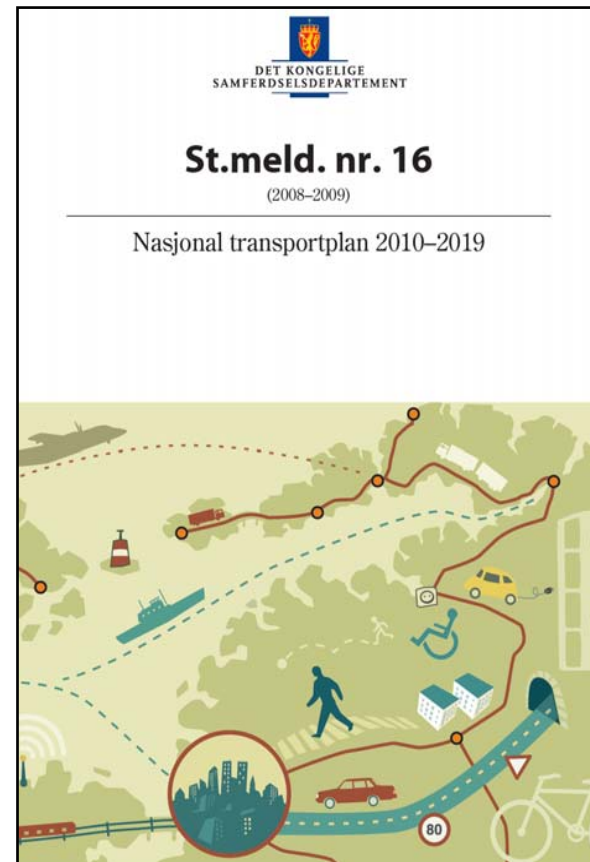 DET KONGELIGE
SAMFERDSELSDEPARTEMENT
St.meld. nr. 16
(2008–2009)
Nasjonal transportplan 2010–2019
80